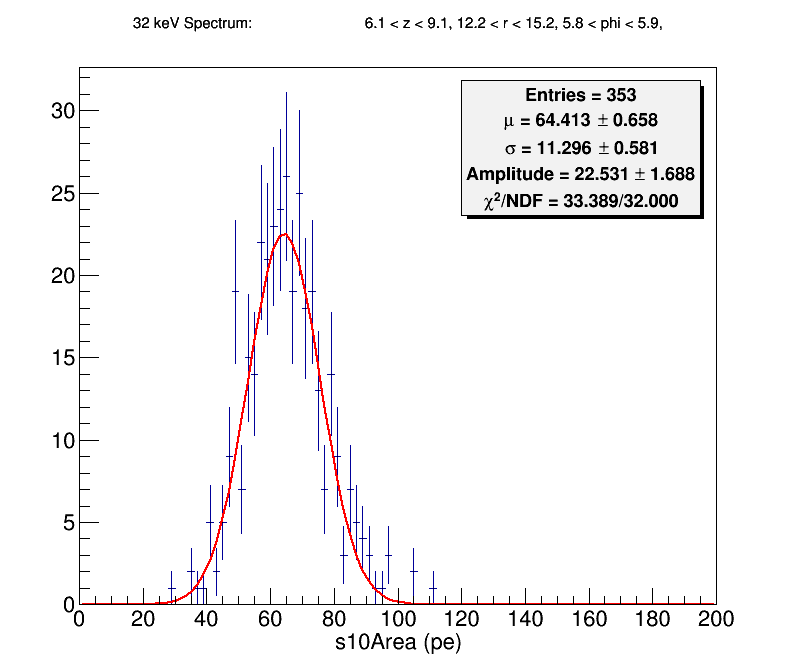 32 keV Spectrum: 6.1 < z < 9.1, 12.2 < r < 15.2, 5.8 < phi < 5.9,
Entries = 353
μ = 64.413 ± 0.658
σ = 11.296 ± 0.581
Amplitude = 22.531 ± 1.688
χ²/NDF = 33.389/32.000
30
25
20
15
10
5
0
0 20 40 60 80 100 120 140 160 180 200
s10Area (pe)